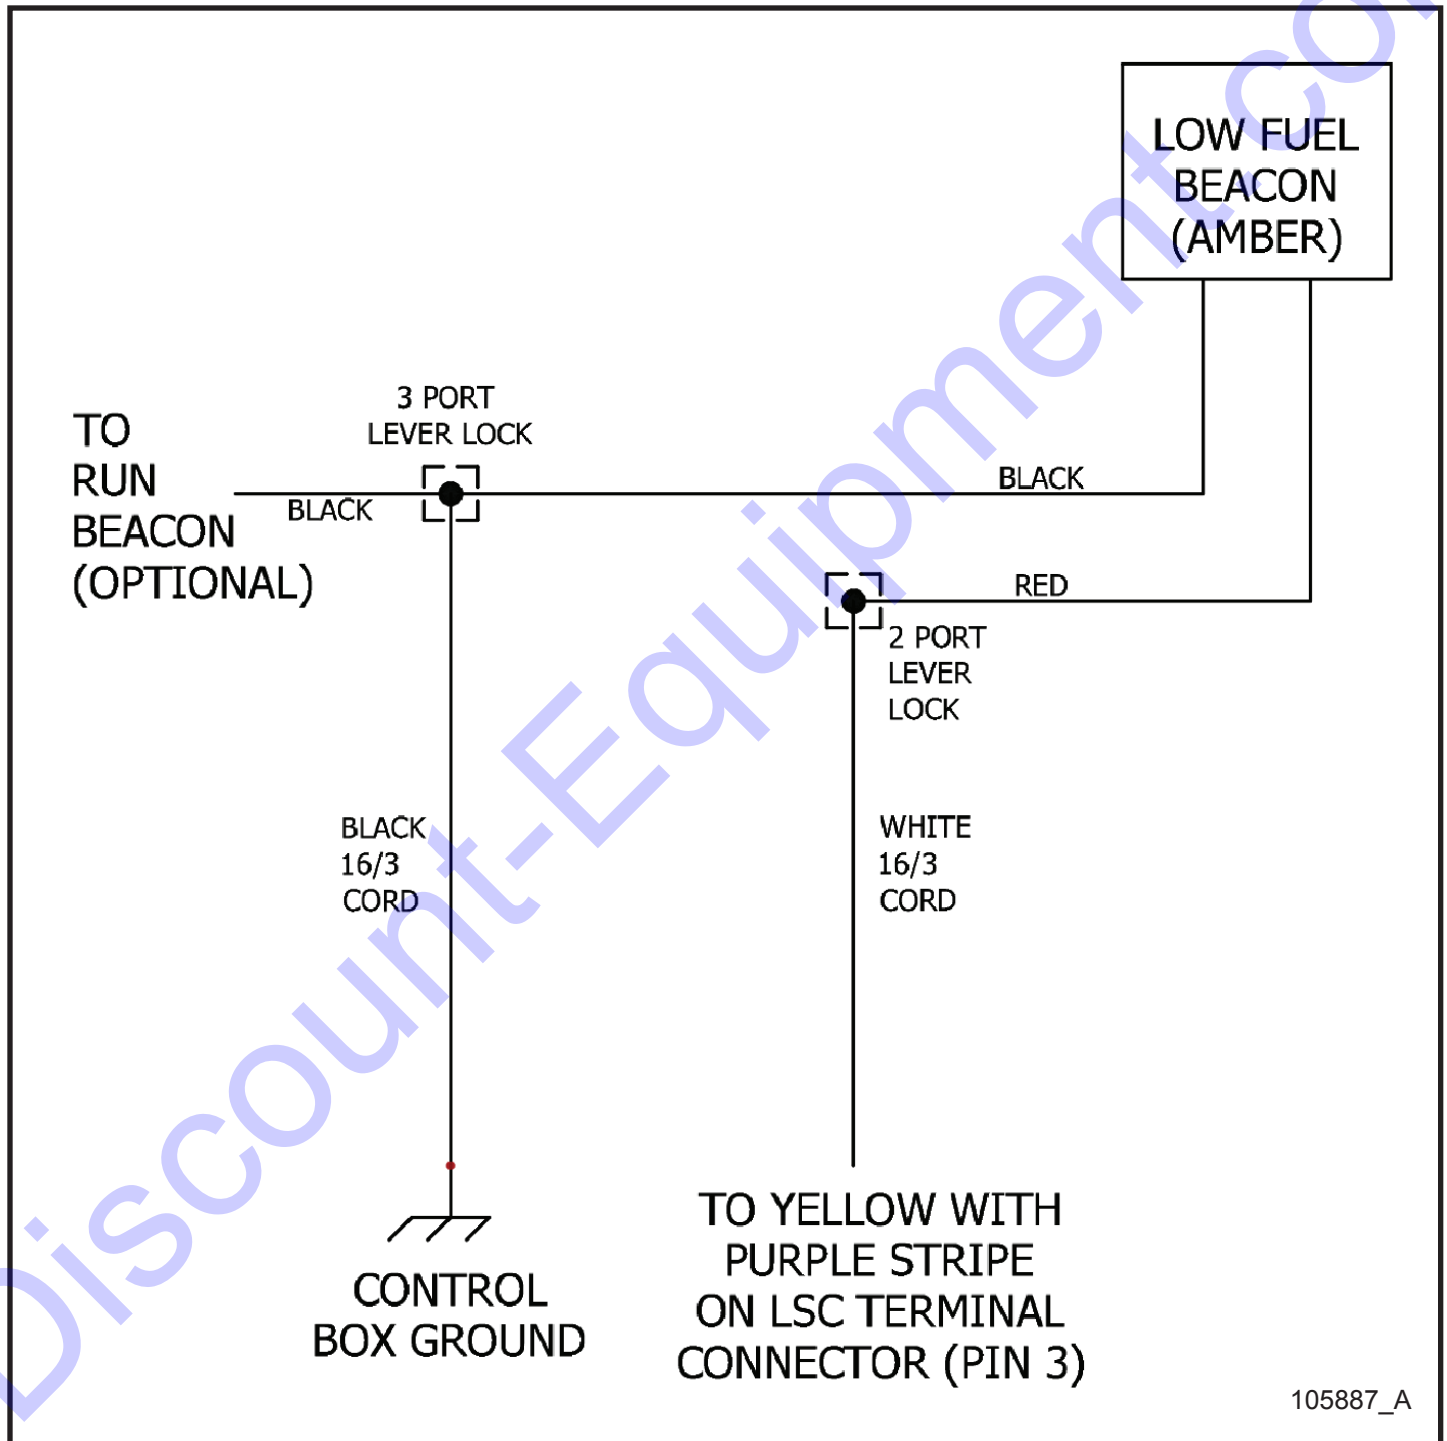 LOW FUEL
BEACON
(AMBER)
3 PORT
LEVER LOCK
TO
RUN
BEACON
(OPTIONAL)
BLACK
BLACK
RED
2 PORT
LEVER
LOCK
BLACK
16/3
CORD
WHITE
16/3
CORD
CONTROL
BOX GROUND
TO YELLOW WITH
PURPLE STRIPE
ON LSC TERMINAL
CONNECTOR (PIN 3)
105887_A
Discount-Equipment.com